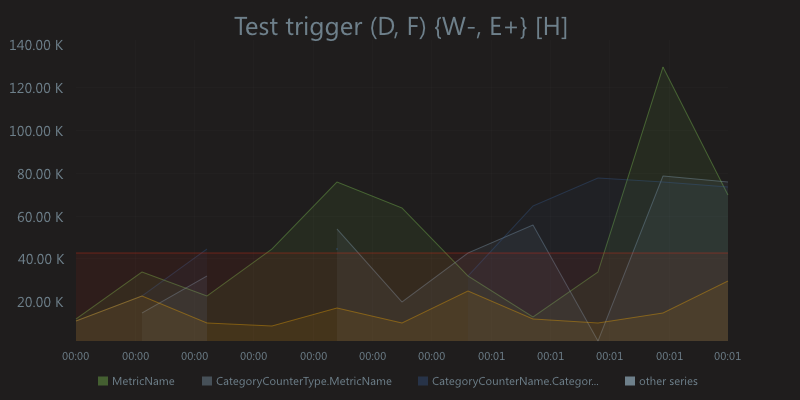 Test trigger (D, F) {W-, E+} [H]
140.00 K
120.00 K
100.00 K
80.00 K
60.00 K
40.00 K
20.00 K
00:00 00:00 00:00 00:00 00:00 00:00 00:00 00:01 00:01 00:01 00:01 00:01
MetricName CategoryCounterType.MetricName CategoryCounterName.Categor... other series